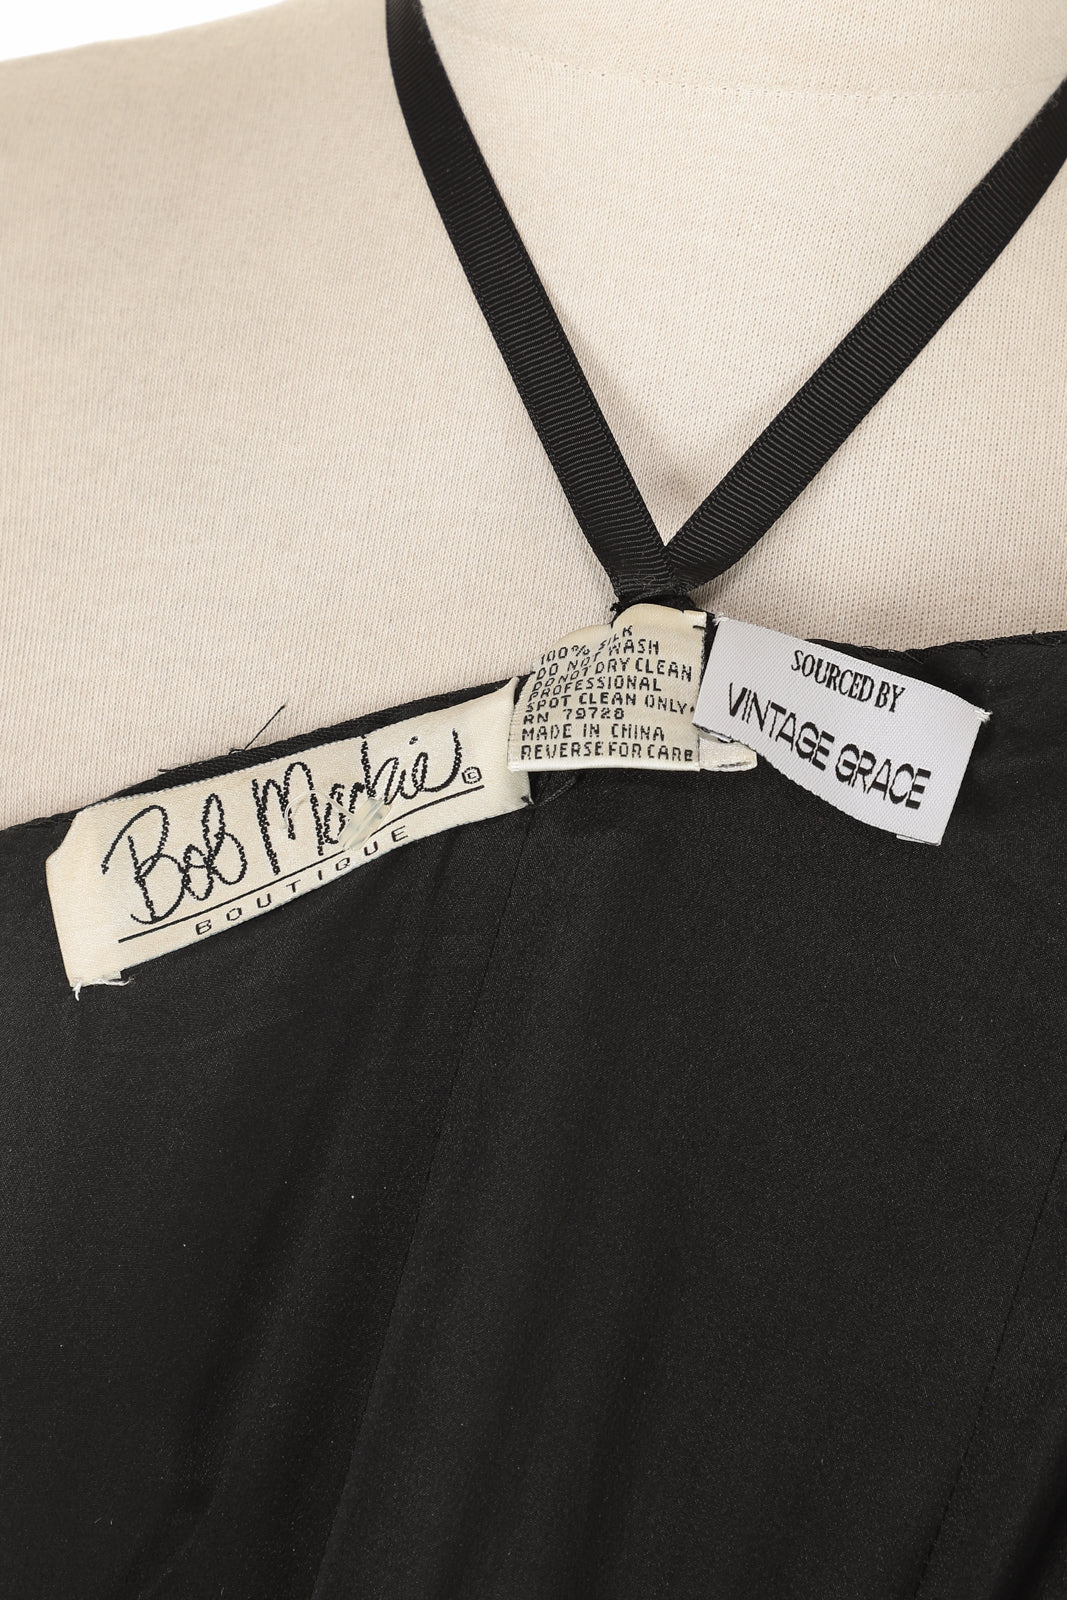 Bob Mackie ©
BOUTIQUE
100% SILK
DO NOT WASH
DO NOT DRY CLEAN
PROFESSIONAL
SPOT CLEAN ONLY.
RN 79728
MADE IN CHINA
REVERSE FOR CARE
SOURCED BY
VINTAGE GRACE